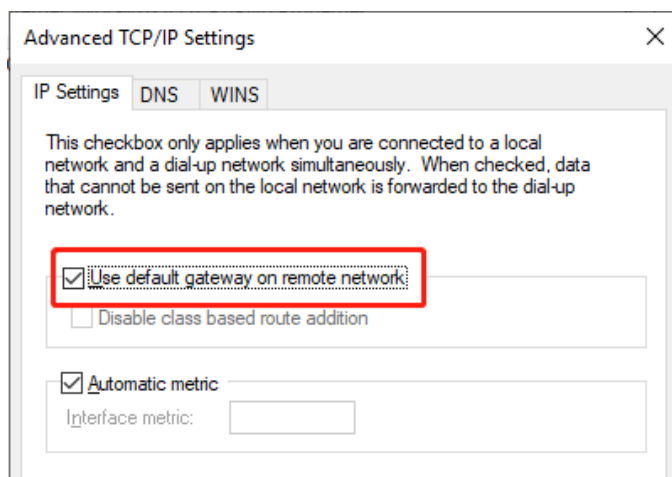 Advanced TCP/IP Settings
IP Settings DNS WINS
This checkbox only applies when you are connected to a local
network and a dial-up network simultaneously. When checked, data
that cannot be sent on the local network is forwarded to the dial-up
network.
Use default gateway on remote network
Disable class based route addition
Automatic metric
Interface metric: